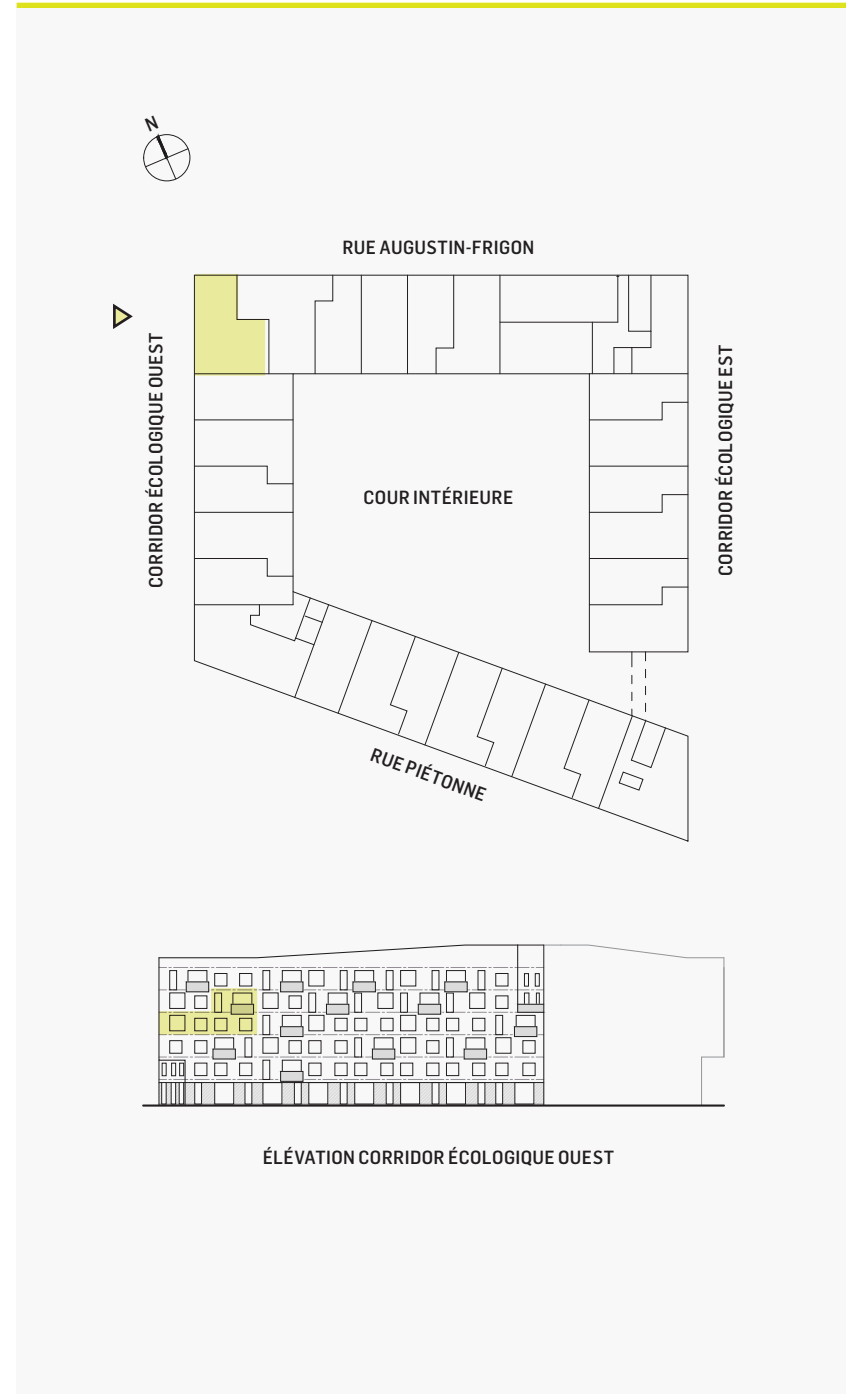 N
RUE AUGUSTIN-FRIGON
CORRIDOR ÉCOLOGIQUE OUEST
COUR INTÉRIEURE
CORRIDOR ÉCOLOGIQUE EST
RUE PIÉTONNE
ÉLÉVATION CORRIDOR ÉCOLOGIQUE OUEST